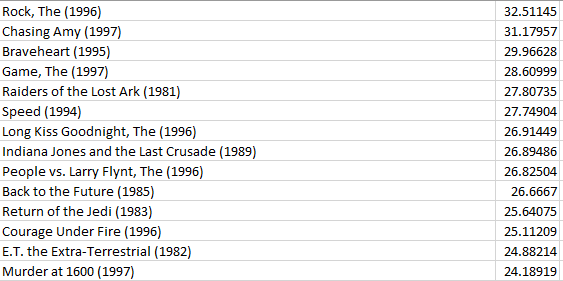 Rock, The (1996) 32.51145
Chasing Amy (1997) 31.17957
Braveheart (1995) 29.96628
Game, The (1997) 28.60999
Raiders of the Lost Ark (1981) 27.80735
Speed (1994) 27.74904
Long Kiss Goodnight, The (1996) 26.91449
Indiana Jones and the Last Crusade (1989) 26.89486
People vs. Larry Flynt, The (1996) 26.82504
Back to the Future (1985) 26.6667
Return of the Jedi (1983) 25.64075
Courage Under Fire (1996) 25.11209
E.T. the Extra-Terrestrial (1982) 24.88214
Murder at 1600 (1997) 24.18919